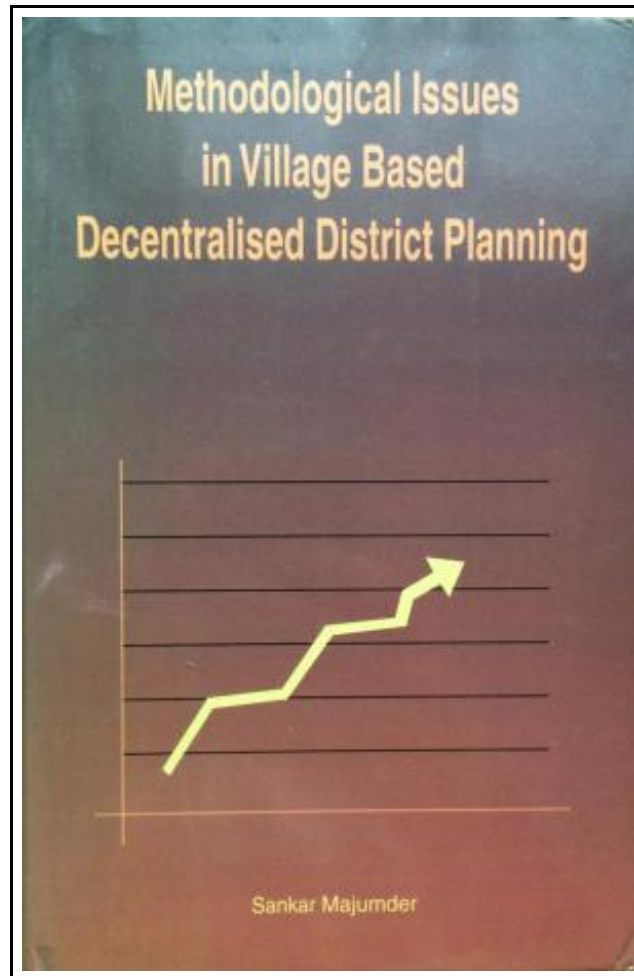 Methodological Issues
in Village Based
Decentralised District Planning
Sankar Majumder